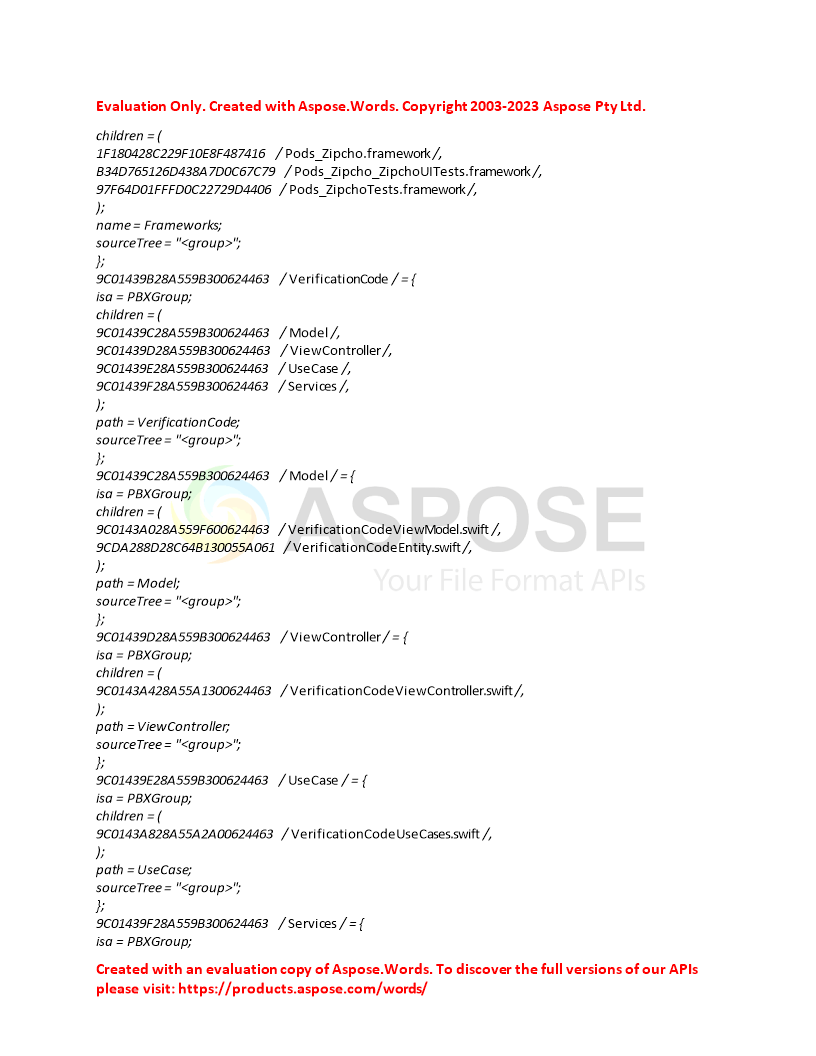 Evaluation Only. Created with Aspose.Words. Copyright 2003-2023 Aspose Pty Ltd.
children = (
1F180428C229F10E8F487416 / Pods_Zipcho.framework /,
B34D765126D438A7D0C67C79 / Pods_Zipcho_ZipchoUITests.framework /,
97F64D01FFFD0C22729D4406 / Pods_ZipchoTests.framework /,
);
name = Frameworks;
sourceTree = "<group>";
};
9C01439B28A559B300624463 / VerificationCode / = {
isa = PBXGroup;
children = (
9C01439C28A559B300624463 / Model /,
9C01439D28A559B300624463 / ViewController /,
9C01439E28A559B300624463 / UseCase /,
9C01439F28A559B300624463 / Services /,
);
path = VerificationCode;
sourceTree = "<group>";
};
9C01439C28A559B300624463 / Model / = {
isa = PBXGroup;
children = (
9C0143A028A559F600624463 / VerificationCodeViewModel.swift /,
9CDA288D28C64B130055A061 / VerificationCodeEntity.swift /,
);
path = Model;
sourceTree = "<group>";
};
9C01439D28A559B300624463 / ViewController / = {
isa = PBXGroup;
children = (
9C0143A428A55A1300624463 / VerificationCodeViewController.swift /,
);
path = ViewController;
sourceTree = "<group>";
};
9C01439E28A559B300624463 / UseCase / = {
isa = PBXGroup;
children = (
9C0143A828A55A2A00624463 / VerificationCodeUseCases.swift /,
);
path = UseCase;
sourceTree = "<group>";
};
9C01439F28A559B300624463 / Services / = {
isa = PBXGroup;
ASPOSE
Your File Format APIs
Created with an evaluation copy of Aspose.Words. To discover the full versions of our APIs
please visit: https://products.aspose.com/words/